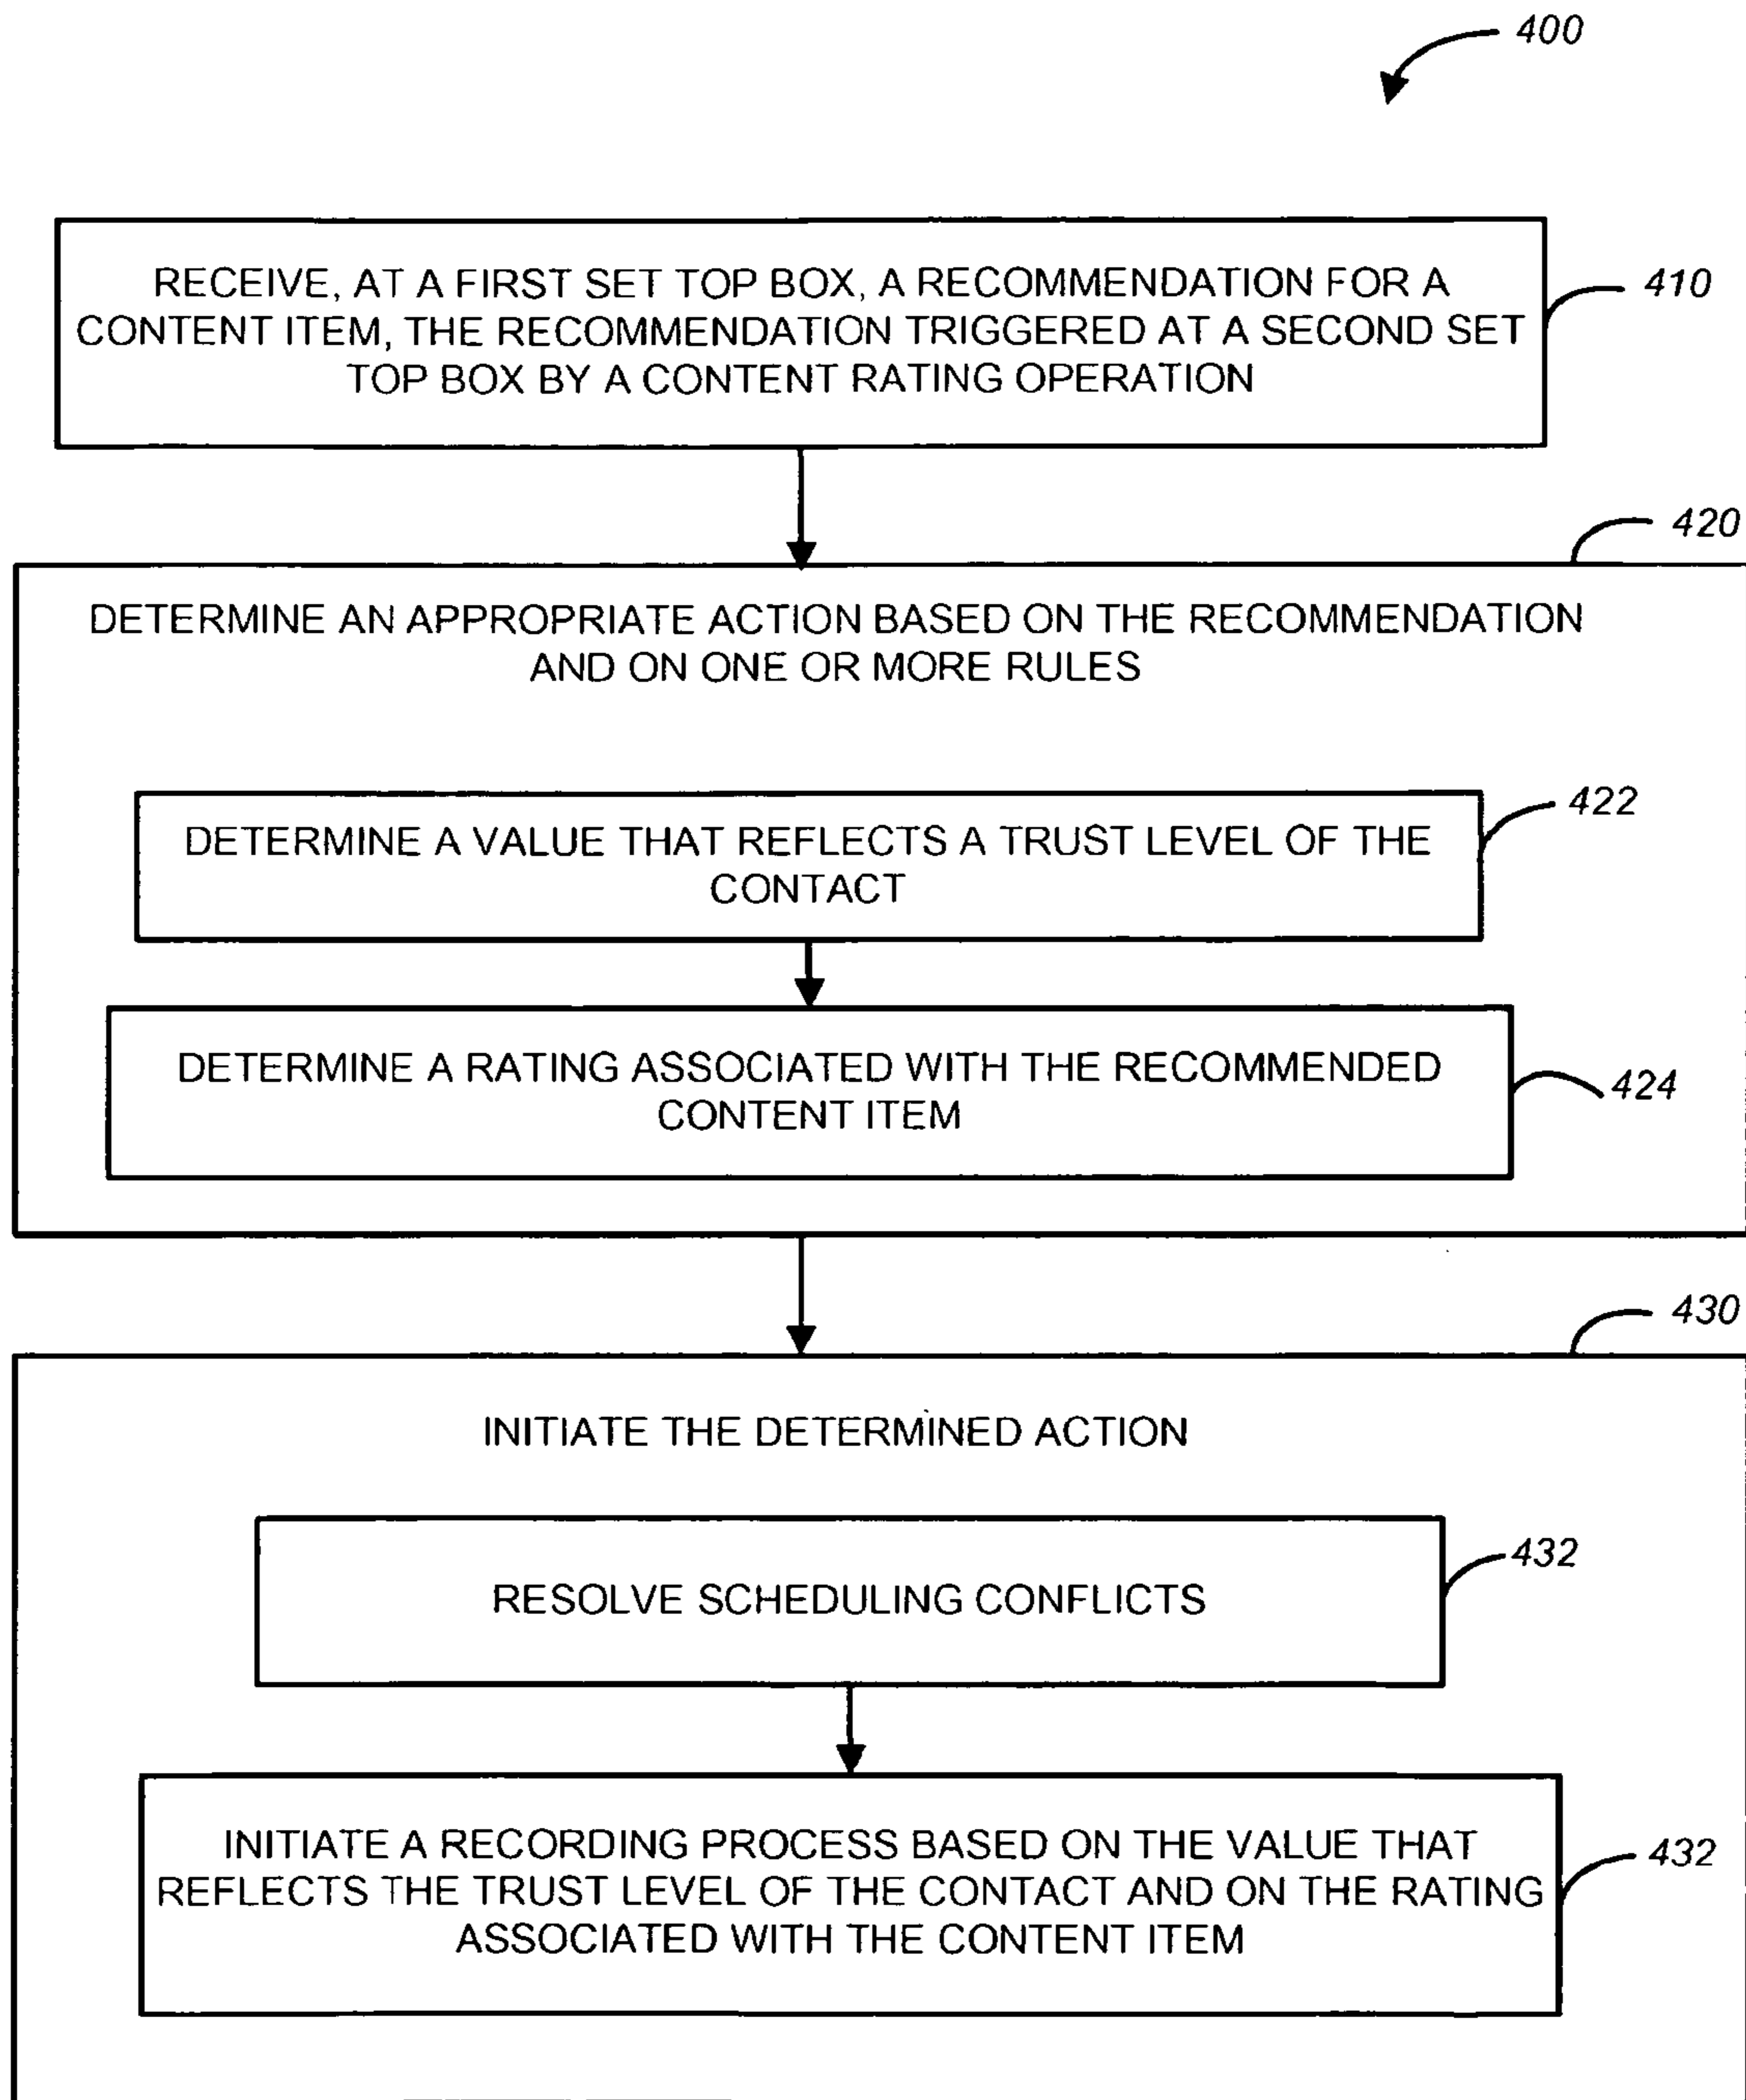 400
RECEIVE, AT A FIRST SET TOP BOX, A RECOMMENDATION FOR A
CONTENT ITEM, THE RECOMMENDATION TRIGGERED AT A SECOND SET
TOP BOX BY A CONTENT RATING OPERATION
410
420
DETERMINE AN APPROPRIATE ACTION BASED ON THE RECOMMENDATION
AND ON ONE OR MORE RULES
422
DETERMINE A VALUE THAT REFLECTS A TRUST LEVEL OF THE
CONTACT
DETERMINE A RATING ASSOCIATED WITH THE RECOMMENDED
CONTENT ITEM
424
430
INITIATE THE DETERMINED ACTION
432
RESOLVE SCHEDULING CONFLICTS
INITIATE A RECORDING PROCESS BASED ON THE VALUE THAT
REFLECTS THE TRUST LEVEL OF THE CONTACT AND ON THE RATING
ASSOCIATED WITH THE CONTENT ITEM
432